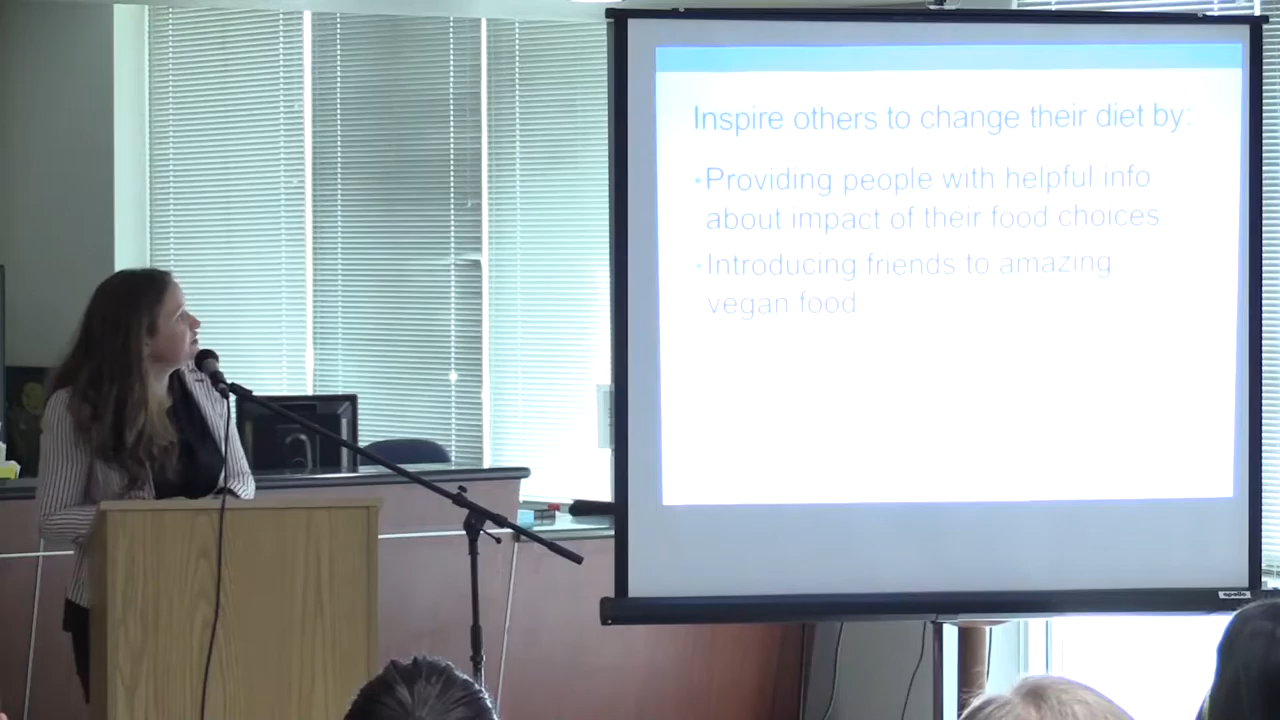 Inspire others to change their diet by:
•Providing people with helpful info
about impact of their food choices
•Introducing friends to amazing
vegan food
apollo